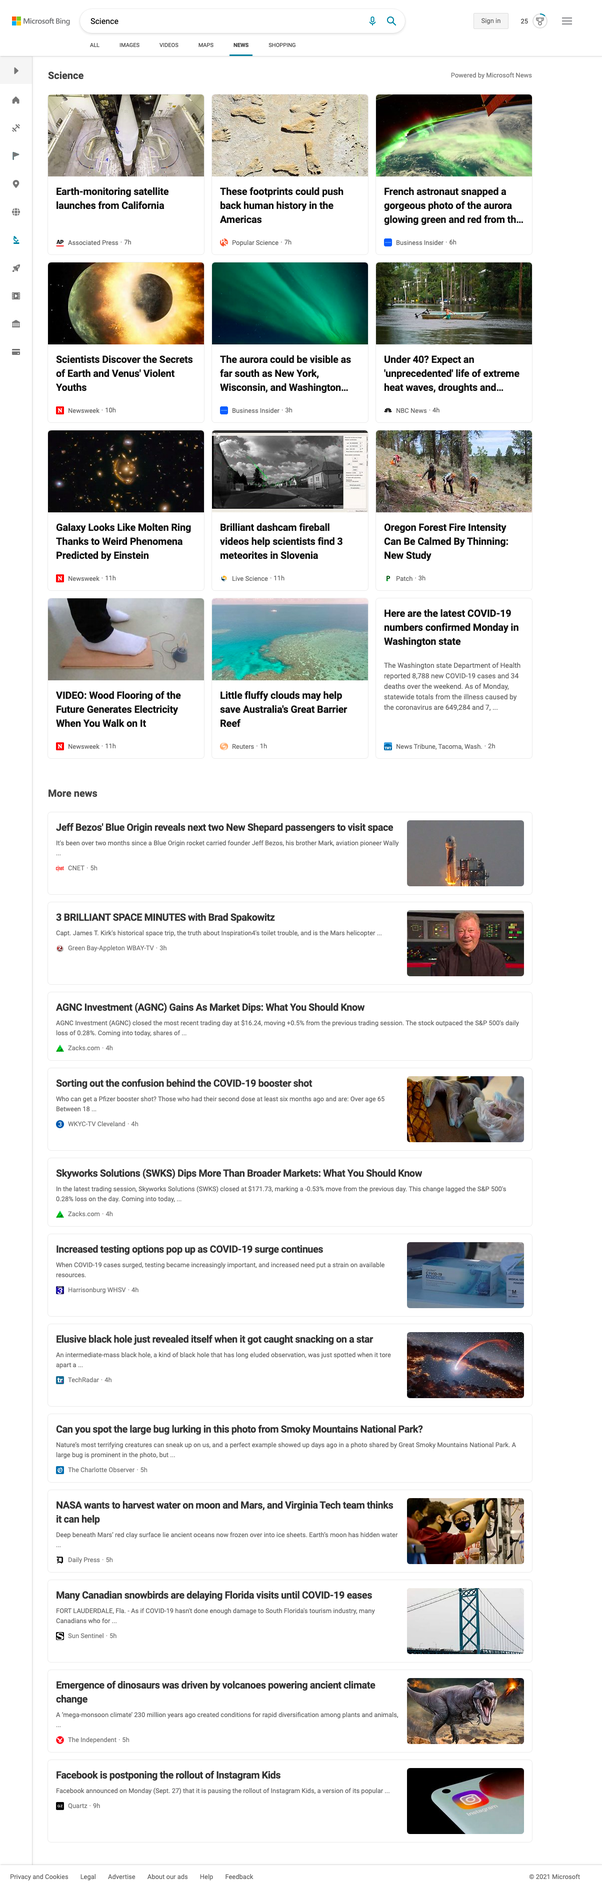 Microsoft Bing
Science
Sign in
25
ALL
IMAGES
VIDEOS
MAPS
NEWS
SHOPPING
Science
Powered by Microsoft News
Earth-monitoring satellite
launches from California
AP Associated Press · 7h
These footprints could push
back human history in the
Americas
Popular Science · 7h
French astronaut snapped a
gorgeous photo of the aurora
glowing green and red from th...
Business Insider · 6h
Scientists Discover the Secrets
of Earth and Venus' Violent
Youths
N Newsweek · 10h
The aurora could be visible as
far south as New York,
Wisconsin, and Washington...
Business Insider · 3h
Under 40? Expect an
'unprecedented' life of extreme
heat waves, droughts and...
NBC News · 4h
Galaxy Looks Like Molten Ring
Thanks to Weird Phenomena
Predicted by Einstein
N Newsweek · 11h
Brilliant dashcam fireball
videos help scientists find 3
meteorites in Slovenia
Live Science · 11h
Oregon Forest Fire Intensity
Can Be Calmed By Thinning:
New Study
P Patch · 3h
VIDEO: Wood Flooring of the
Future Generates Electricity
When You Walk on It
N Newsweek · 11h
Little fluffy clouds may help
save Australia's Great Barrier
Reef
Reuters · 1h
Here are the latest COVID-19
numbers confirmed Monday in
Washington state
The Washington state Department of Health
reported 8,788 new COVID-19 cases and 34
deaths over the weekend. As of Monday,
statewide totals from the illness caused by
the coronavirus are 649,284 and 7, ...
News Tribune, Tacoma, Wash. · 2h
More news
Jeff Bezos' Blue Origin reveals next two New Shepard passengers to visit space
It's been over two months since a Blue Origin rocket carried founder Jeff Bezos, his brother Mark, aviation pioneer Wally
...
CNET · 5h
3 BRILLIANT SPACE MINUTES with Brad Spakowitz
Capt. James T. Kirk's historical space trip, the truth about Inspiration4's toilet trouble, and is the Mars helicopter ...
Green Bay-Appleton WBAY-TV · 3h
AGNC Investment (AGNC) Gains As Market Dips: What You Should Know
AGNC Investment (AGNC) closed the most recent trading day at $16.24, moving +0.5% from the previous trading session. The stock outpaced the S&P 500's daily
loss of 0.28%. Coming into today, shares of ...
Zacks.com · 4h
Sorting out the confusion behind the COVID-19 booster shot
Who can get a Pfizer booster shot? Those who had their second dose at least six months ago and are: Over age 65
Between 18 ...
WKYC-TV Cleveland · 4h
Skyworks Solutions (SWKS) Dips More Than Broader Markets: What You Should Know
In the latest trading session, Skyworks Solutions (SWKS) closed at $171.73, marking a -0.53% move from the previous day. This change lagged the S&P 500's
0.28% loss on the day. Coming into today, ...
Zacks.com · 4h
Increased testing options pop up as COVID-19 surge continues
When COVID-19 cases surged, testing became increasingly important, and increased need put a strain on available
resources.
3 Harrisonburg WHSV · 4h
Elusive black hole just revealed itself when it got caught snacking on a star
An intermediate-mass black hole, a kind of black hole that has long eluded observation, was just spotted when it tore
apart a ...
tr TechRadar · 4h
Can you spot the large bug lurking in this photo from Smoky Mountains National Park?
Nature's most terrifying creatures can sneak up on us, and a perfect example showed up days ago in a photo shared by Great Smoky Mountains National Park. A
large bug is prominent in the photo, but ...
The Charlotte Observer · 5h
NASA wants to harvest water on moon and Mars, and Virginia Tech team thinks
it can help
Deep beneath Mars' red clay surface lie ancient oceans now frozen over into ice sheets. Earth's moon has hidden water
...
Daily Press · 5h
Many Canadian snowbirds are delaying Florida visits until COVID-19 eases
FORT LAUDERDALE, Fla. - As if COVID-19 hasn't done enough damage to South Florida's tourism industry, many
Canadians who for ...
Sun Sentinel · 5h
Emergence of dinosaurs was driven by volcanoes powering ancient climate
change
A 'mega-monsoon climate' 230 million years ago created conditions for rapid diversification among plants and animals,
...
The Independent · 5h
Facebook is postponing the rollout of Instagram Kids
Facebook announced on Monday (Sept. 27) that it is pausing the rollout of Instagram Kids, a version of its popular ...
Quartz · 9h
Privacy and Cookies
Legal
Advertise
About our ads
Help
Feedback
© 2021 Microsoft